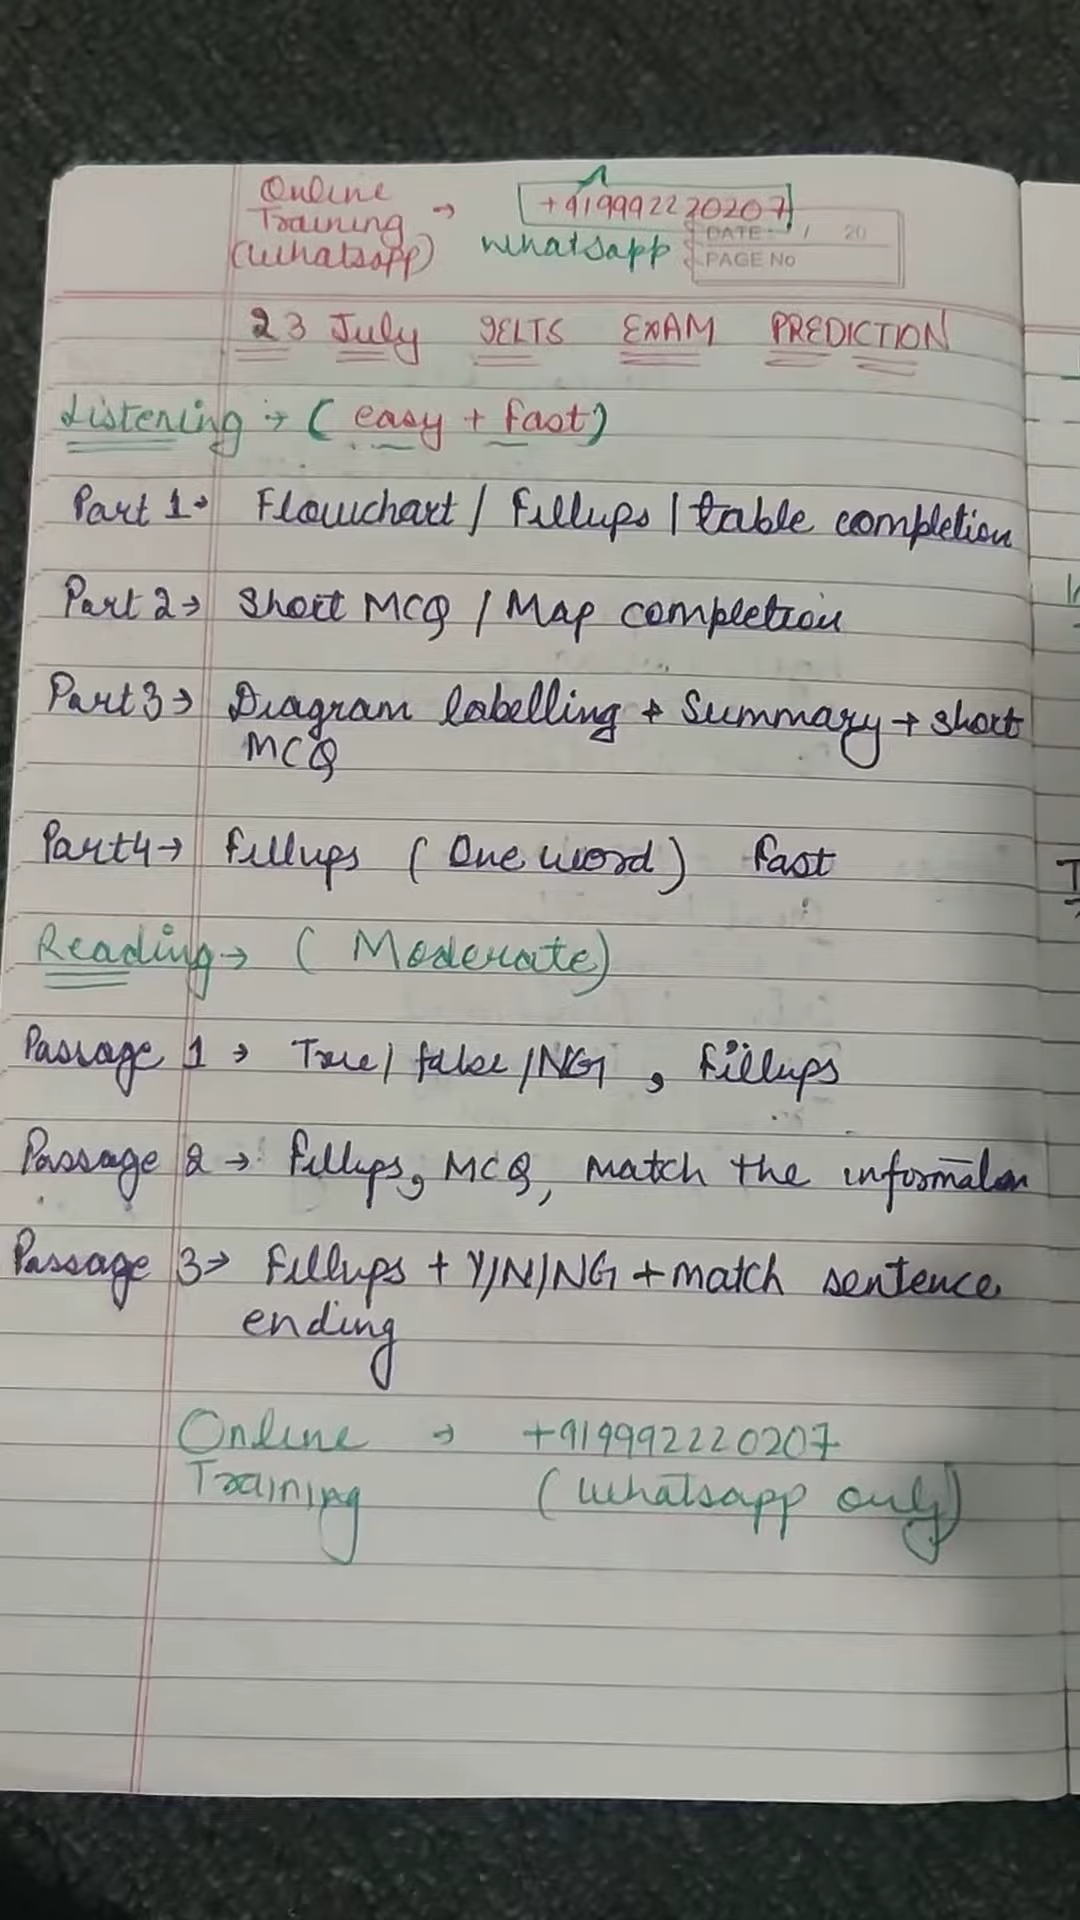 Online
Training → +919992220207
(Whatsapp) Whatsapp
DATE: / 20
PAGE No
23 July IELTS EXAM PREDICTION
Listening → (easy + fast)
Part 1→ Flowchart / Fillups / table completion
Part 2→ Short MCQ / Map completion
Part 3→ Diagram labelling + Summary + short
MCQ
Part 4→ Fillups (One word) fast
Reading → (Moderate)
Passage 1 → True / false / NG , Fillups
Passage 2 → Fillups, MCQ, Match the information
Passage 3→ Fillups + Y/N/NG + match sentence
ending
Online → +919992220207
Training (Whatsapp only)